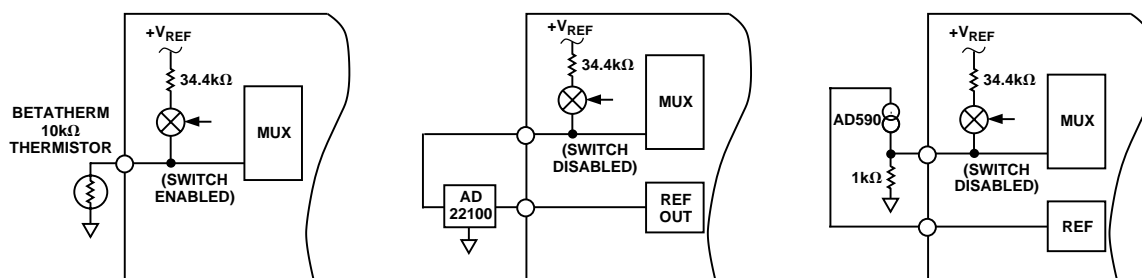 +VREF
34.4kΩ
BETATHERM
10kΩ
THERMISTOR
MUX
(SWITCH
ENABLED)
+VREF
34.4kΩ
MUX
(SWITCH
DISABLED)
AD
22100
REF
OUT
+VREF
34.4kΩ
AD590
MUX
1kΩ
(SWITCH
DISABLED)
REF